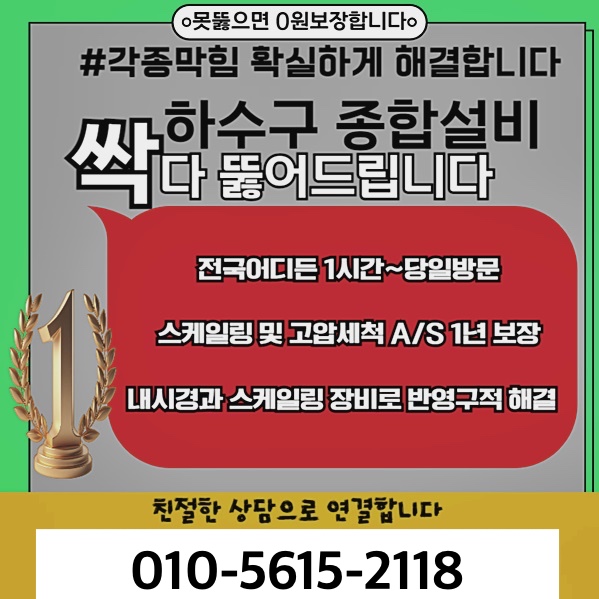 ○못뚫으면 0원보장합니다○
#각종막힘 확실하게 해결합니다
하수구 종합설비
싹 다 뚫어드립니다
전국어디든 1시간~당일방문
스케일링 및 고압세척 A/S 1년 보장
내시경과 스케일링 장비로 반영구적 해결
1
친절한 상담으로 연결합니다
010-5615-2118